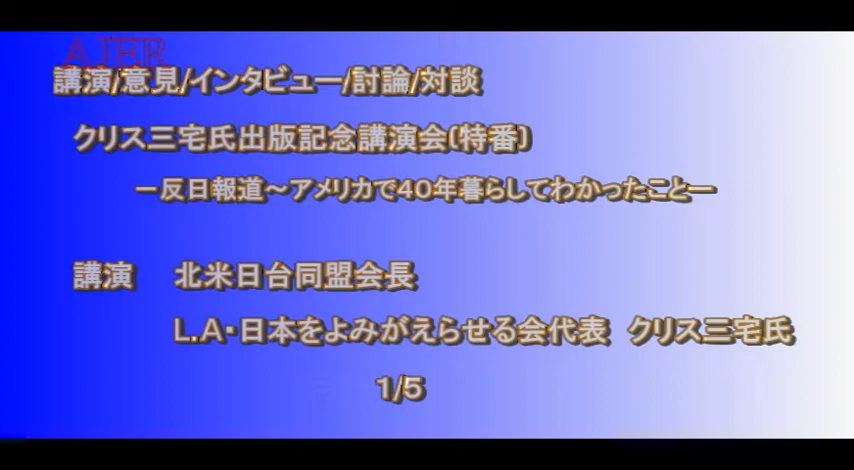 AJER
講演/意見/インタビュー/討論/対談
クリス三宅氏出版記念講演会(特番)
ー反日報道～アメリカで40年暮らしてわかったことー
講演 北米日台同盟会長
L.A・日本をよみがえらせる会代表 クリス三宅氏
1/5